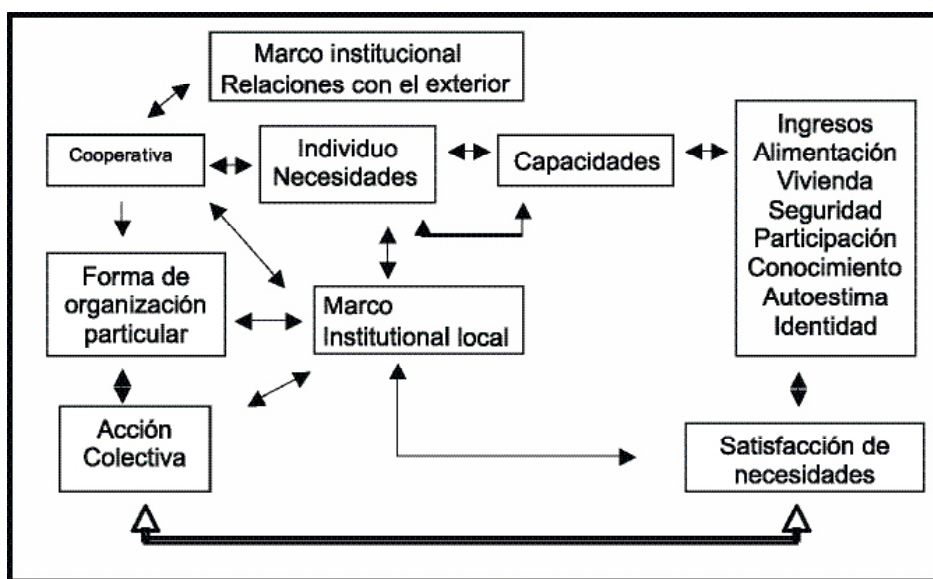 Marco institucional
Relaciones con el exterior
Cooperativa
Individuo
Necesidades
Capacidades
Ingresos
Alimentación
Vivienda
Seguridad
Participación
Conocimiento
Autoestima
Identidad
Forma de
organización
particular
Marco
Institutional local
Acción
Colectiva
Satisfacción de
necesidades